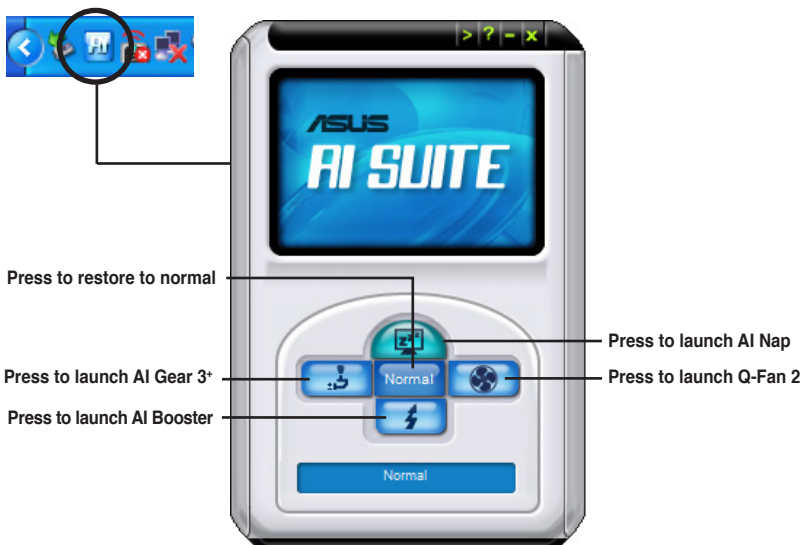 > ? - x
ASUS
AI SUITE
Press to restore to normal
Press to launch AI Nap
Press to launch AI Gear 3+
Normal
Press to launch Q-Fan 2
Press to launch AI Booster
Normal